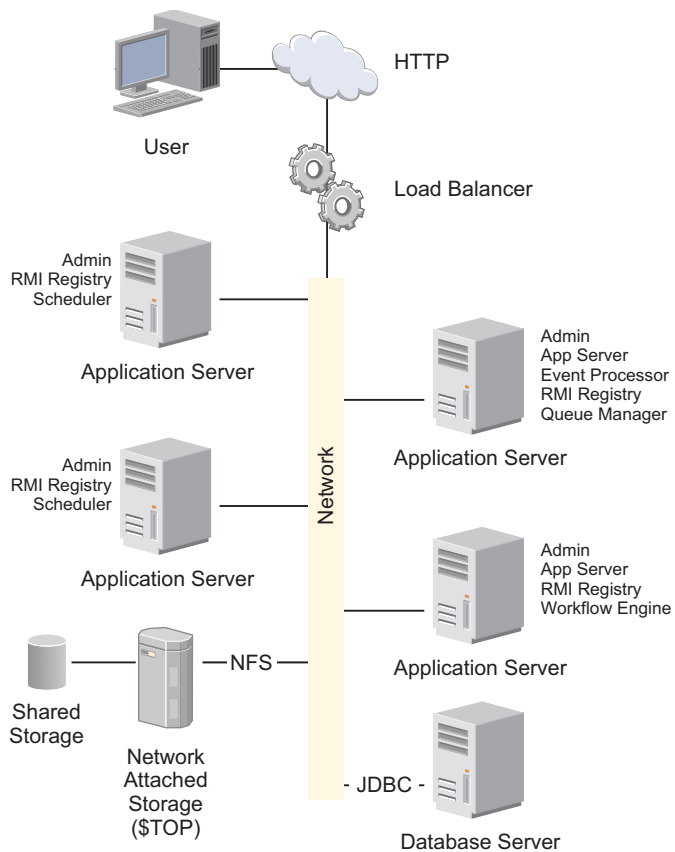 HTTP
User
Load Balancer
Admin
RMI Registry
Scheduler
Application Server
Admin
App Server
Event Processor
RMI Registry
Queue Manager
Application Server
Network
Admin
RMI Registry
Scheduler
Application Server
Admin
App Server
RMI Registry
Workflow Engine
Application Server
NFS
Shared
Storage
Network
Attached
Storage
($TOP)
JDBC
Database Server